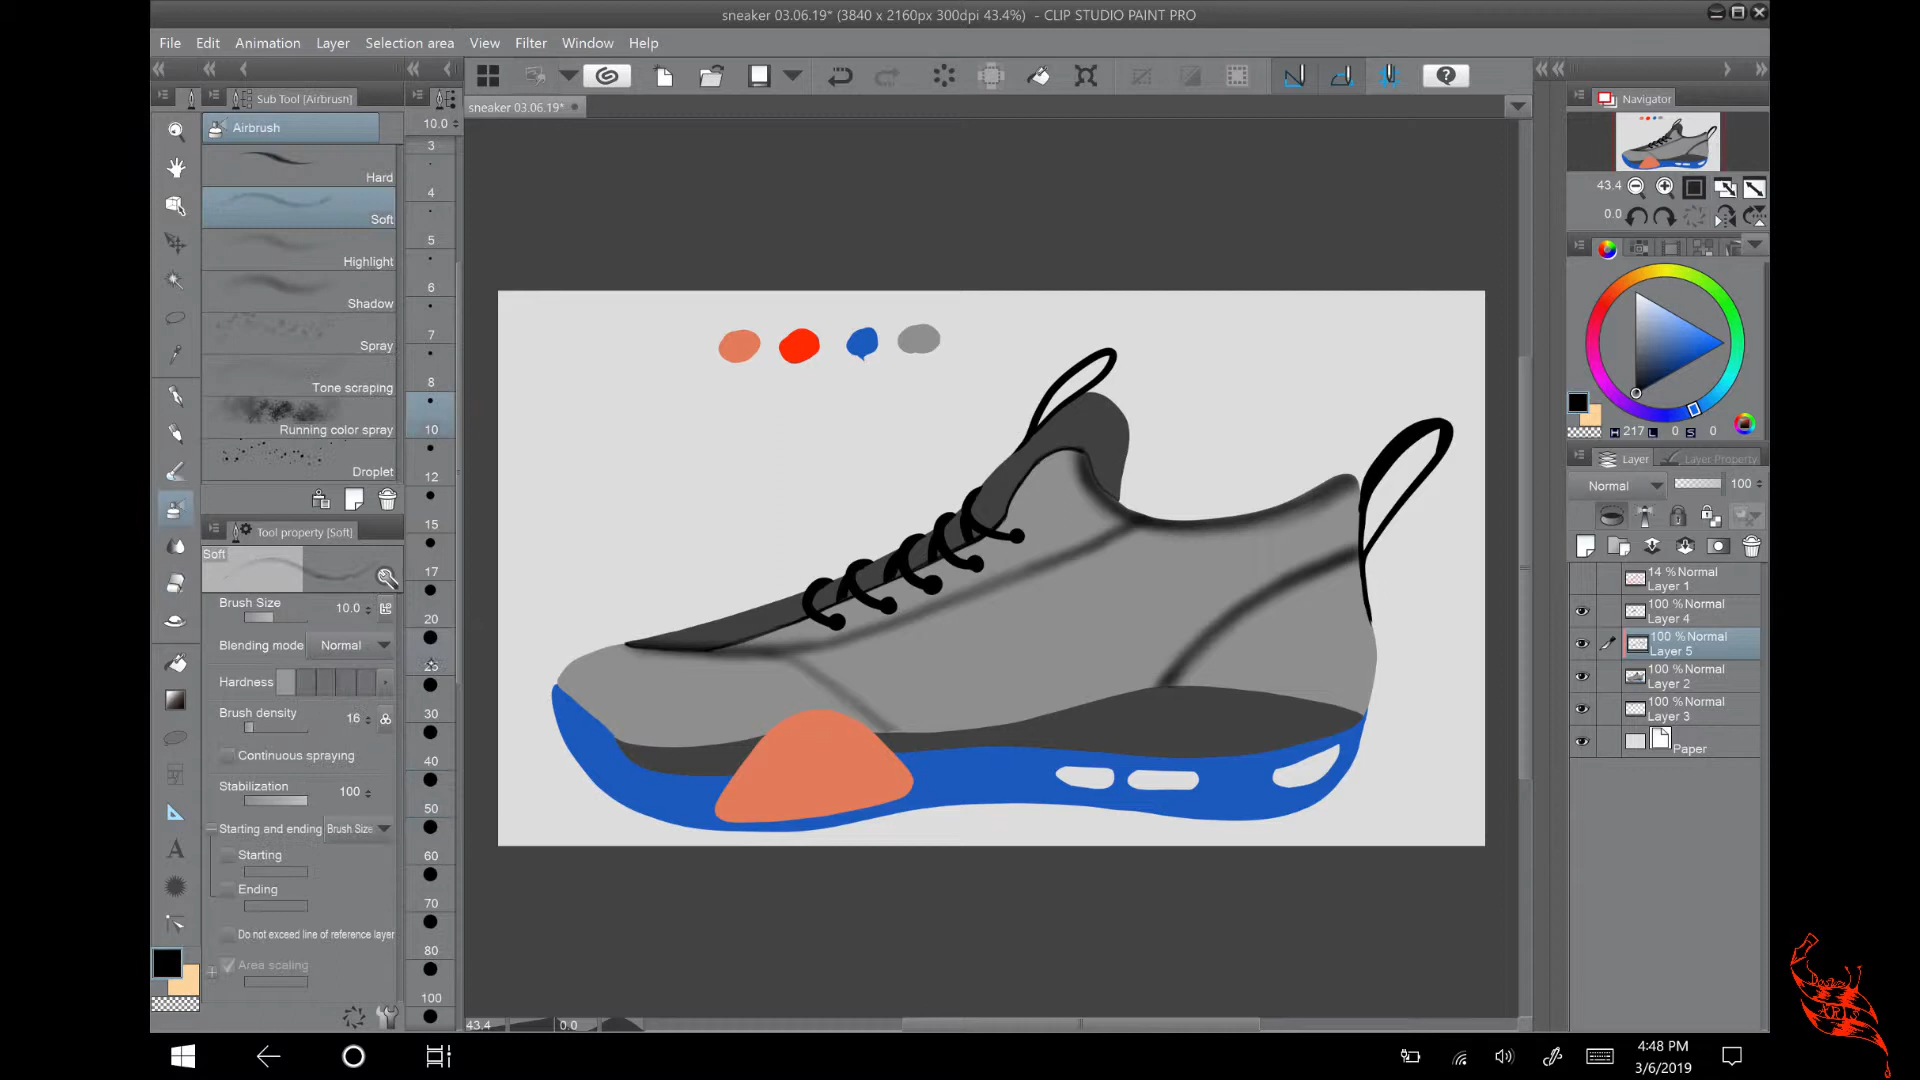 sneaker 03.06.19* (3840 x 2160px 300dpi 43.4%) - CLIP STUDIO PAINT PRO
File Edit Animation Layer Selection area View Filter Window Help
Sub Tool [Airbrush]
sneaker 03.06.19*
Navigator
Airbrush
10.0
Hard
3
4
Soft
43.4
0.0
5
Highlight
6
Shadow
7
Spray
8
Tone scraping
10
Running color spray
H 217 L 0 S 0
Layer Layer Property
12
Droplet
Normal 100
15
Tool property [Soft]
Soft
17
14 %Normal
Layer 1
Brush Size 10.0
100 %Normal
Layer 4
20
Blending mode Normal
100 %Normal
Layer 5
25
Hardness
100 %Normal
Layer 2
30
Brush density 16
100 %Normal
Layer 3
Paper
Continuous spraying
40
Stabilization 100
50
Starting and ending Brush Size
Starting
60
Ending
70
Do not exceed line of reference layer
80
Area scaling
100
43.4 0.0
4:48 PM
3/6/2019